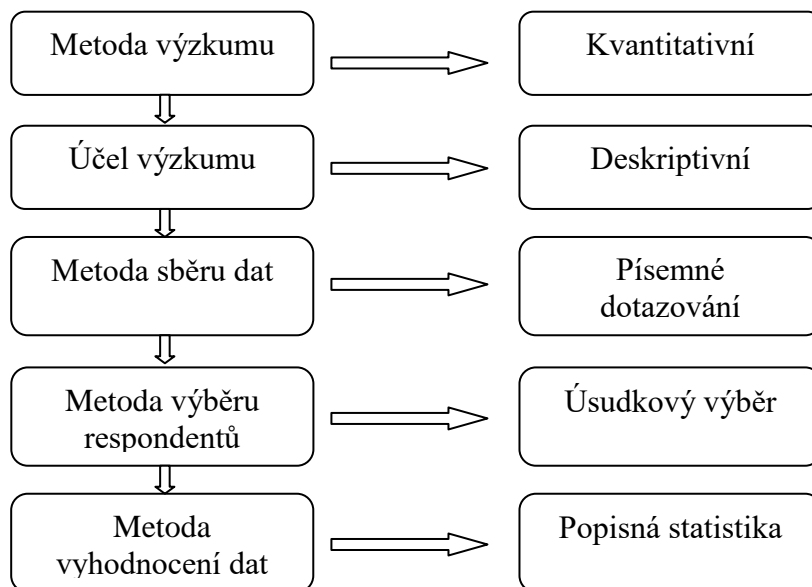 Metoda výzkumu
Kvantitativní
Účel výzkumu
Deskriptivní
Metoda sběru dat
Písemné
dotazování
Metoda výběru
respondentů
Úsudkový výběr
Metoda
vyhodnocení dat
Popisná statistika